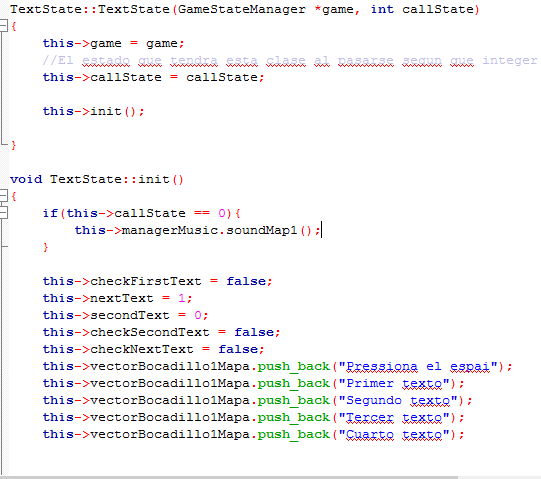 TextState::TextState(GameStateManager *game, int callState)
{
    this->game = game;
    //El estado que tendra esta clase al pasarse segun que integer
    this->callState = callState;

    this->init();

}

void TextState::init()
{
    if(this->callState == 0){
        this->managerMusic.soundMap1();
    }

    this->checkFirstText = false;
    this->nextText = 1;
    this->secondText = 0;
    this->checkSecondText = false;
    this->checkNextText = false;
    this->vectorBocadillo1Mapa.push_back("Pressiona el espai");
    this->vectorBocadillo1Mapa.push_back("Primer texto");
    this->vectorBocadillo1Mapa.push_back("Segundo texto");
    this->vectorBocadillo1Mapa.push_back("Tercer texto");
    this->vectorBocadillo1Mapa.push_back("Cuarto texto");